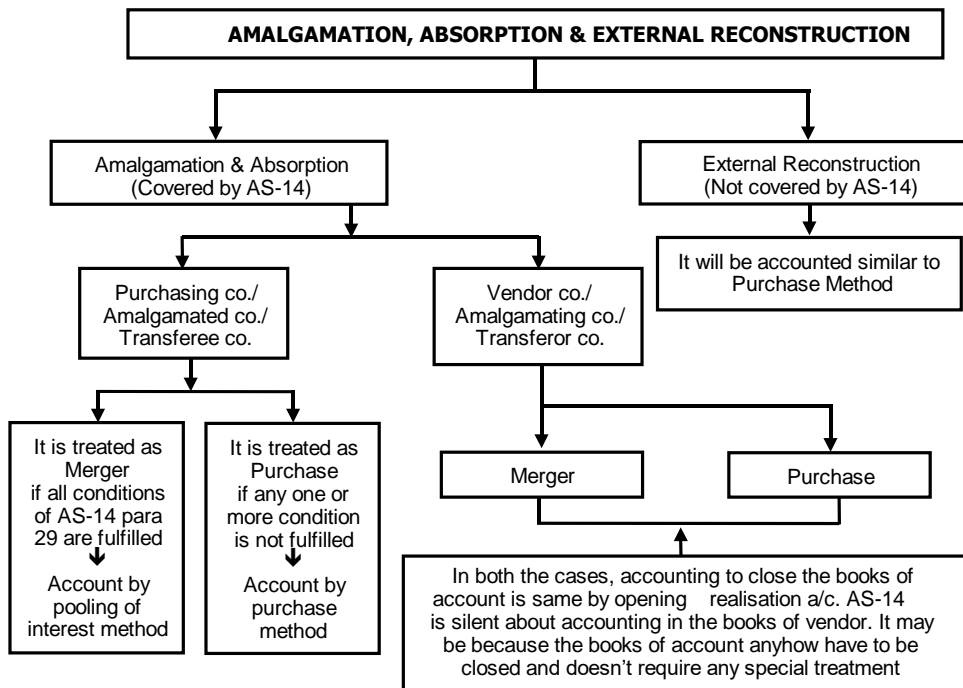 AMALGAMATION, ABSORPTION & EXTERNAL RECONSTRUCTION
Amalgamation & Absorption
(Covered by AS-14)
External Reconstruction
(Not covered by AS-14)
It will be accounted similar to
Purchase Method
Purchasing co./
Amalgamated co./
Transferee co.
Vendor co./
Amalgamating co./
Transferor co.
It is treated as
Merger
if all conditions
of AS-14 para
29 are fulfilled
Account by
pooling of
interest method
It is treated as
Purchase
if any one or
more condition
is not fulfilled
Account by
purchase
method
Merger
Purchase
In both the cases, accounting to close the books of
account is same by opening realisation a/c. AS-14
is silent about accounting in the books of vendor. It may
be because the books of account anyhow have to be
closed and doesn't require any special treatment